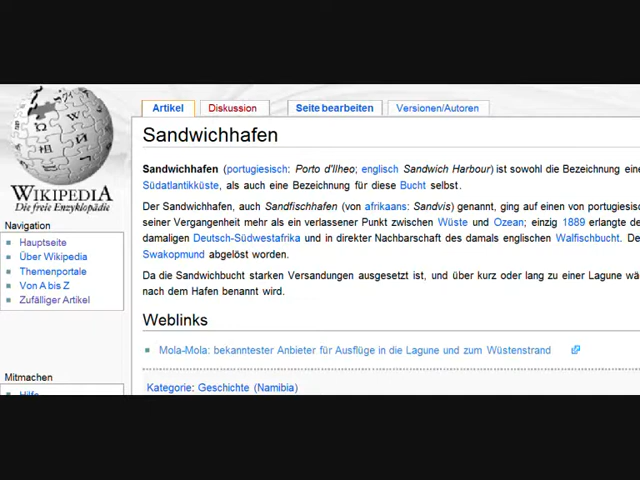 Artikel Diskussion Seite bearbeiten Versionen/Autoren
Sandwichhafen
Sandwichhafen (portugiesisch: Porto d'Ilheo; englisch Sandwich Harbour) ist sowohl die Bezeichnung eine
Südatlantikküste, als auch eine Bezeichnung für diese Bucht selbst.
Der Sandwichhafen, auch Sandfischhafen (von afrikaans: Sandvis) genannt, ging auf einen von portugiesis
seiner Vergangenheit mehr als ein verlassener Punkt zwischen Wüste und Ozean; einzig 1889 erlangte de
damaligen Deutsch-Südwestafrika und in direkter Nachbarschaft des damals englischen Walfischbucht. De
Swakopmund abgelöst worden.
Da die Sandwichbucht starken Versandungen ausgesetzt ist, und über kurz oder lang zu einer Lagune wä
nach dem Hafen benannt wird.
Weblinks
Mola-Mola: bekanntester Anbieter für Ausflüge in die Lagune und zum Wüstenstrand
Kategorie: Geschichte (Namibia)
WIKIPEDIA
Die freie Enzyklopädie
Navigation
Hauptseite
Über Wikipedia
Themenportale
Von A bis Z
Zufälliger Artikel
Mitmachen
Hilfe